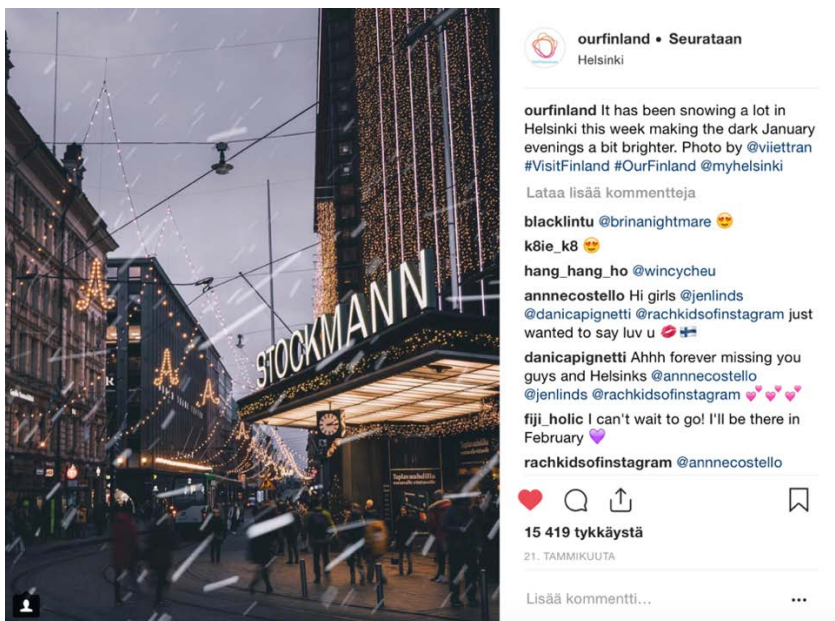 STOCKMANN
ourfinland • Seurataan
Helsinki
ourfinland It has been snowing a lot in
Helsinki this week making the dark January
evenings a bit brighter. Photo by @viiettran
#VisitFinland #OurFinland @myhelsinki
Lataa lisää kommentteja
blacklintu @brinanightmare 😍
k8ie_k8 😍
hang_hang_ho @wincycheu
annnecostello Hi girls @jenlinds
@danicapignetti @rachkidsofinstagram just
wanted to say luv u 💋🇫🇮
danicapignetti Ahhh forever missing you
guys and Helsinks @annnecostello
@jenlinds @rachkidsofinstagram 💕💕💕
fiji_holic I can't wait to go! I'll be there in
February 💜
rachkidsofinstagram @annnecostello
15 419 tykkäystä
21. TAMMIKUUTA
Lisää kommentti...